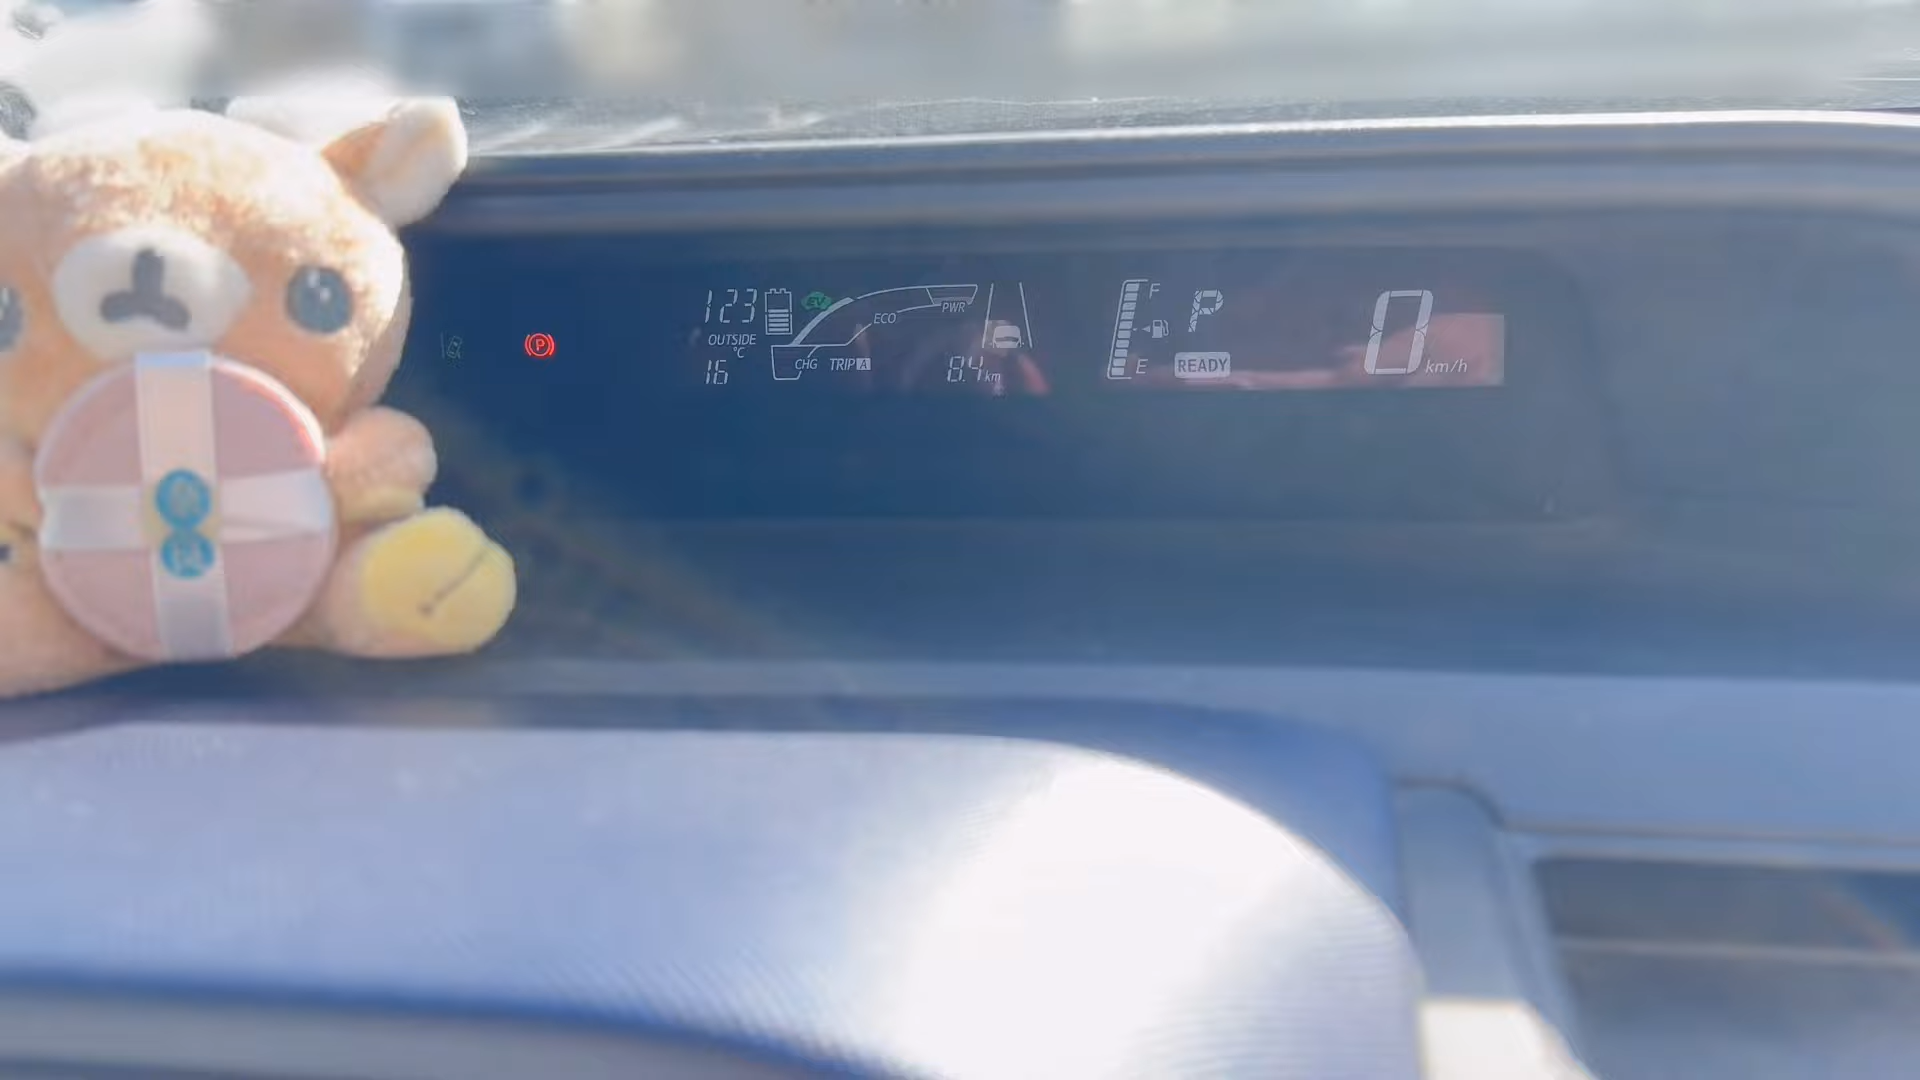 123
EV
F
PWR
P
ECO
OUTSIDE
°C
0
km/h
16
CHG
TRIP A
8.4 km
E
READY
P